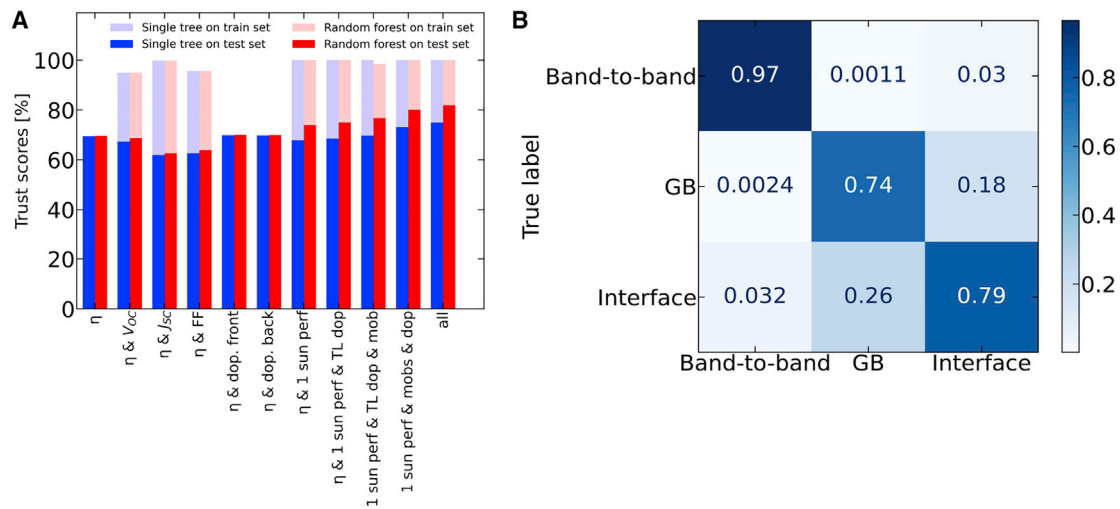 A
Single tree on train set
Single tree on test set
Random forest on train set
Random forest on test set
Trust scores [%]
100
80
60
40
20
0
η
η & VOC
η & JSC
η & FF
η & dop. front
η & dop. back
η & 1 sun perf
η & 1 sun perf & TL dop
1 sun perf & TL dop & mob
1 sun perf & mobs & dop
all
B
True label
Band-to-band
GB
Interface
0.97 0.0011 0.03
0.0024 0.74 0.18
0.032 0.26 0.79
Band-to-band GB Interface
0.8
0.6
0.4
0.2